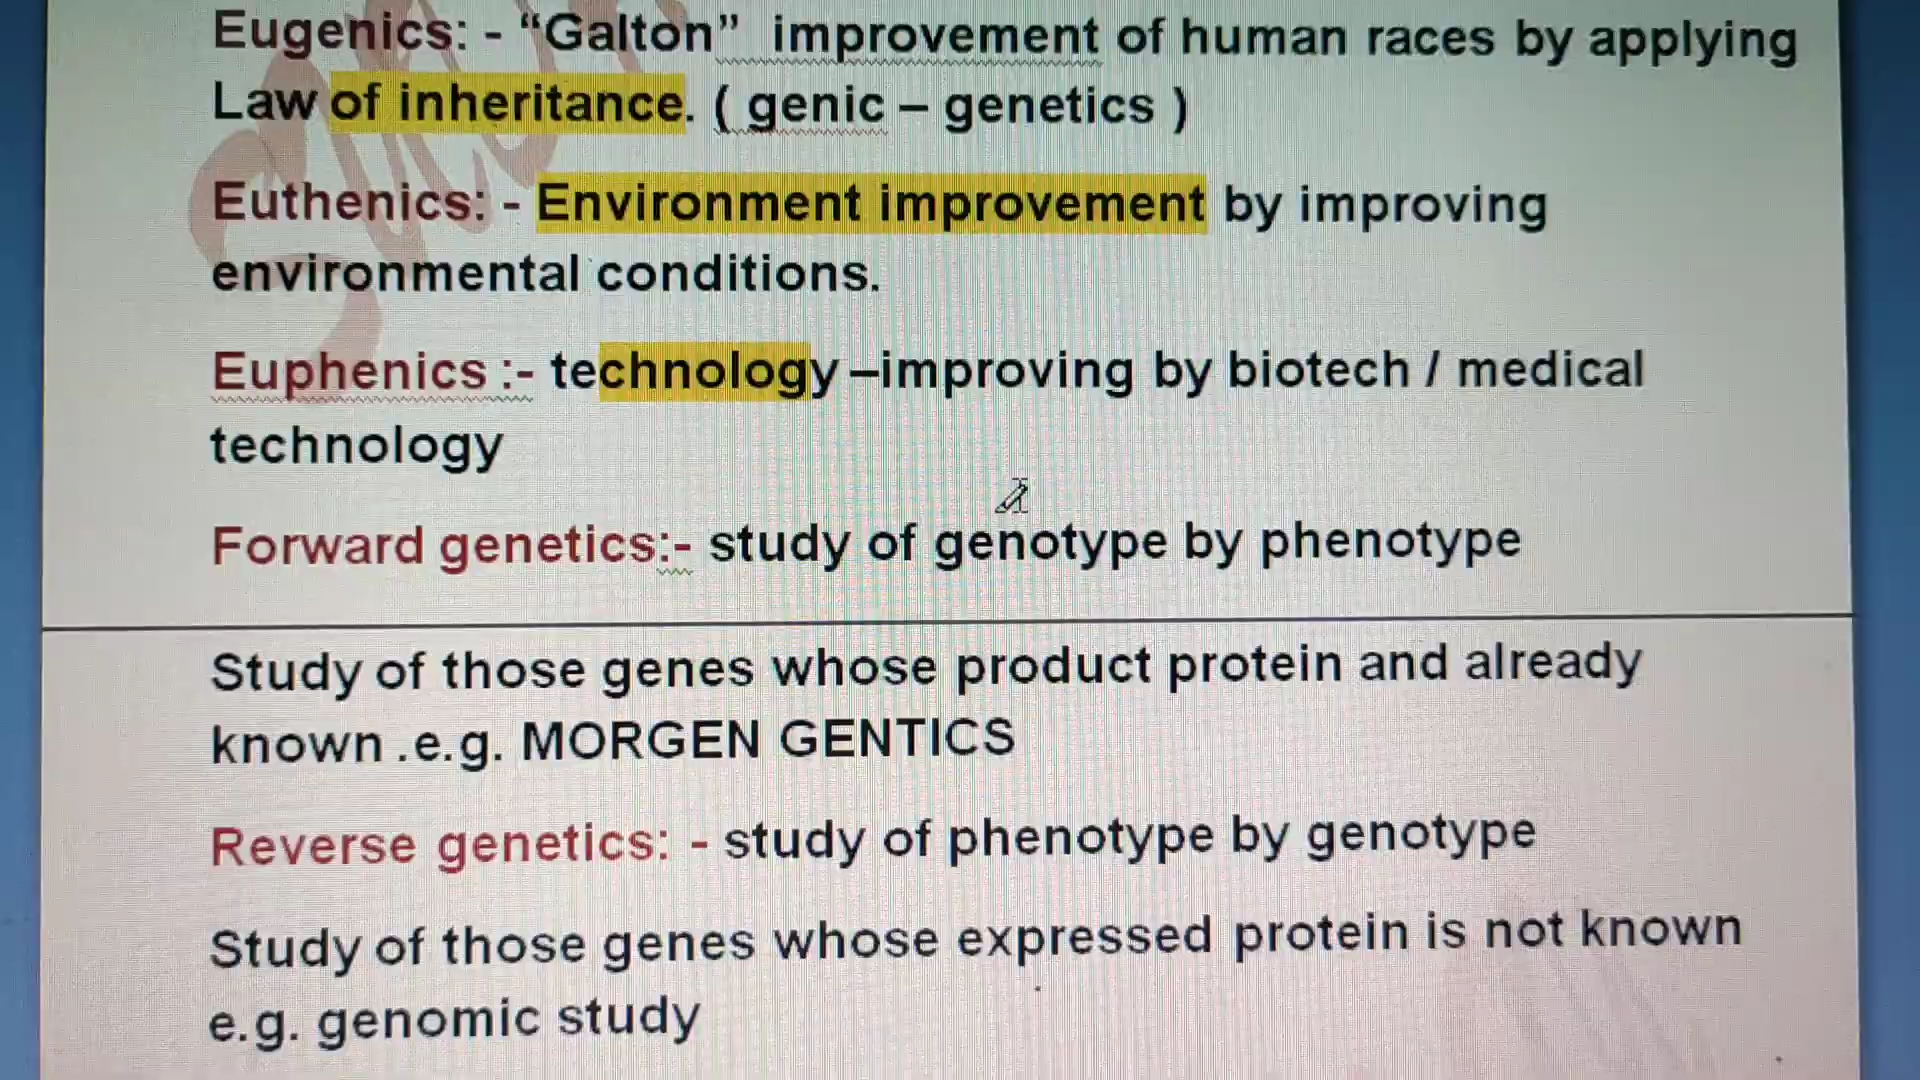 Eugenics: - “Galton” improvement of human races by applying
Law of inheritance. ( genic – genetics )
Euthenics: - Environment improvement by improving
environmental conditions.
Euphenics :- technology –improving by biotech / medical
technology
Forward genetics:- study of genotype by phenotype
Study of those genes whose product protein and already
known .e.g. MORGEN GENTICS
Reverse genetics: - study of phenotype by genotype
Study of those genes whose expressed protein is not known
e.g. genomic study